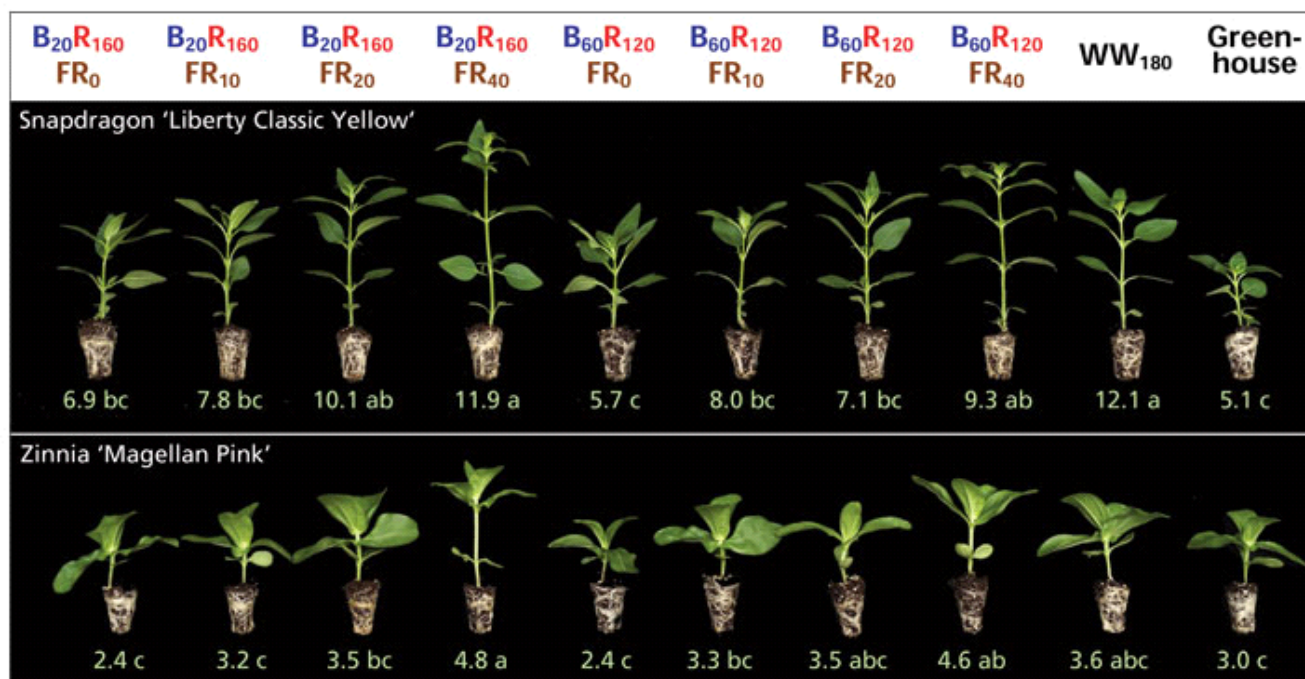 B20R160 B20R160 B20R160 B20R160 B60R120 B60R120 B60R120 B60R120 WW180 Green-
FR0 FR10 FR20 FR40 FR0 FR10 FR20 FR40 house
Snapdragon ‘Liberty Classic Yellow’
6.9 bc 7.8 bc 10.1 ab 11.9 a 5.7 c 8.0 bc 7.1 bc 9.3 ab 12.1 a 5.1 c
Zinnia ‘Magellan Pink’
2.4 c 3.2 c 3.5 bc 4.8 a 2.4 c 3.3 bc 3.5 abc 4.6 ab 3.6 abc 3.0 c